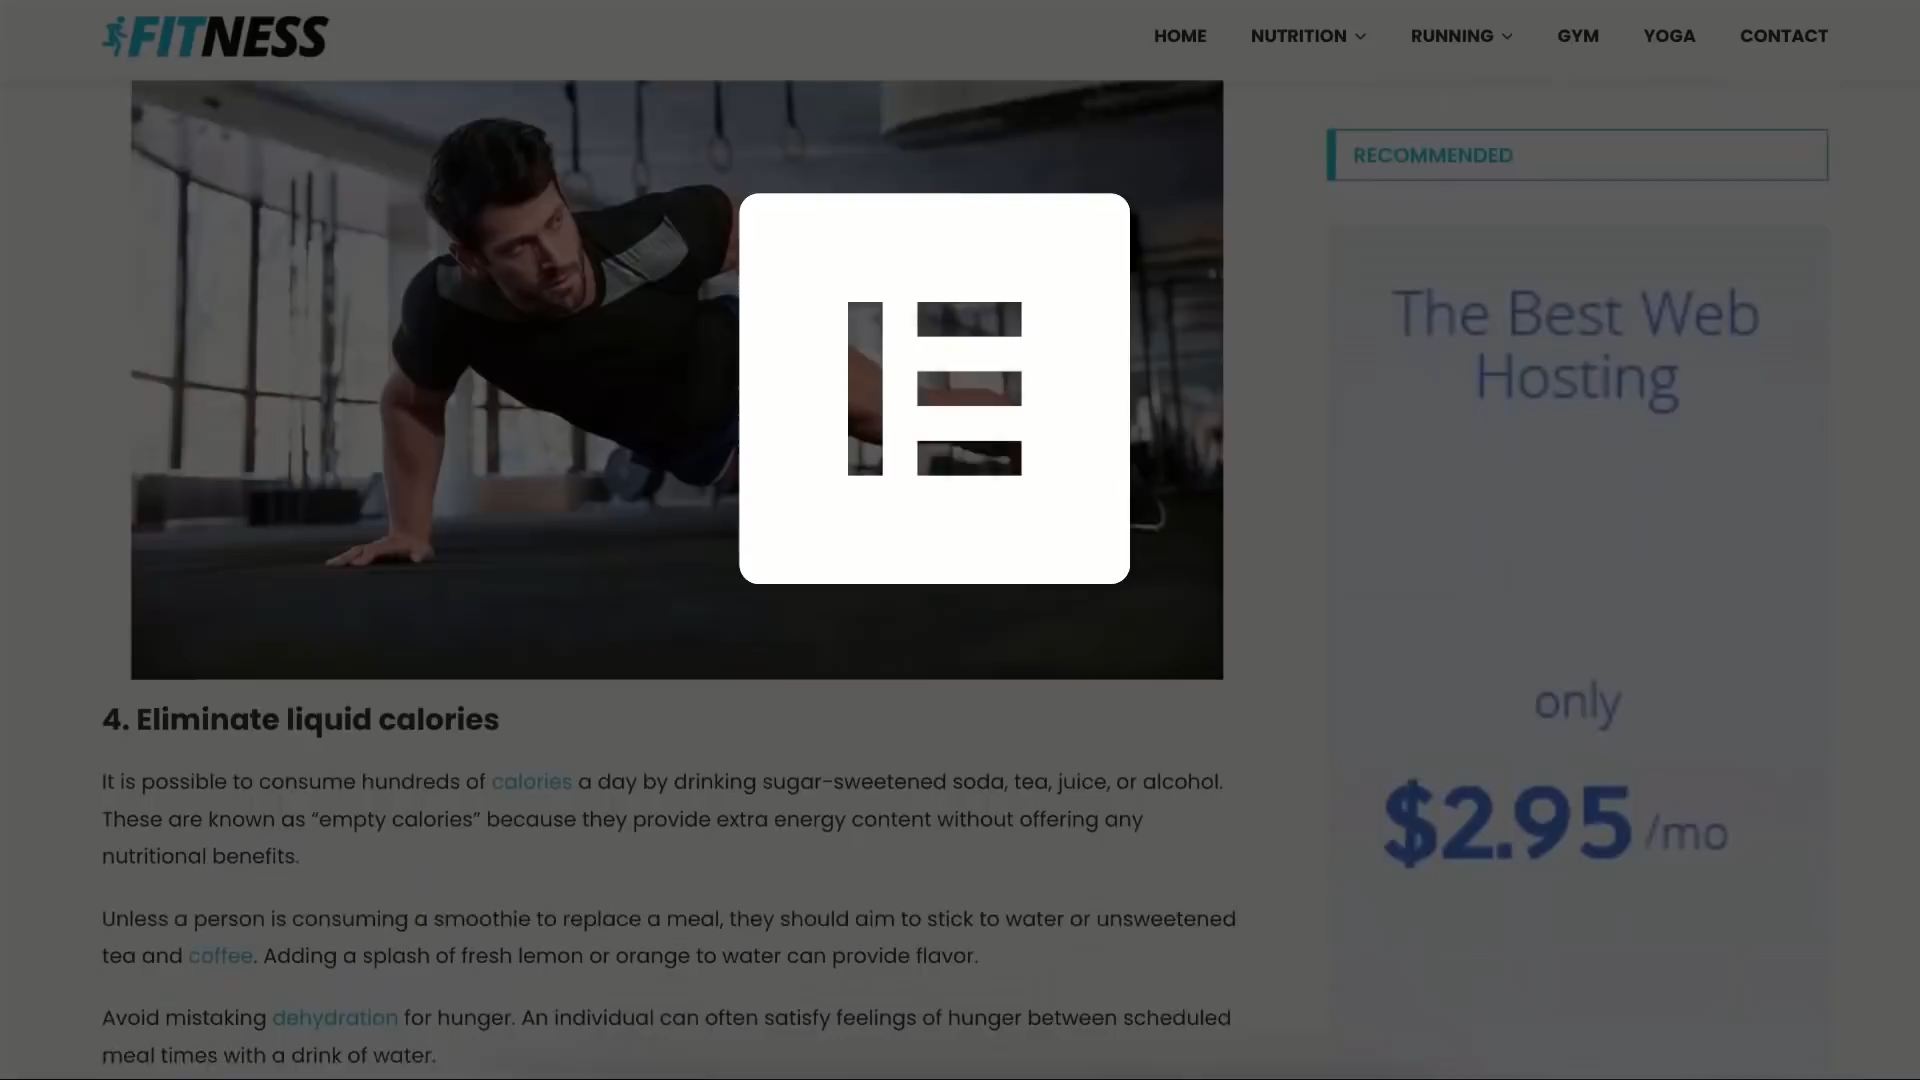 FITNESS
HOME
NUTRITION
RUNNING
GYM
YOGA
CONTACT
RECOMMENDED
The Best Web
Hosting
only
$2.95 /mo
4. Eliminate liquid calories
It is possible to consume hundreds of calories a day by drinking sugar-sweetened soda, tea, juice, or alcohol.
These are known as “empty calories” because they provide extra energy content without offering any
nutritional benefits.
Unless a person is consuming a smoothie to replace a meal, they should aim to stick to water or unsweetened
tea and coffee. Adding a splash of fresh lemon or orange to water can provide flavor.
Avoid mistaking dehydration for hunger. An individual can often satisfy feelings of hunger between scheduled
meal times with a drink of water.